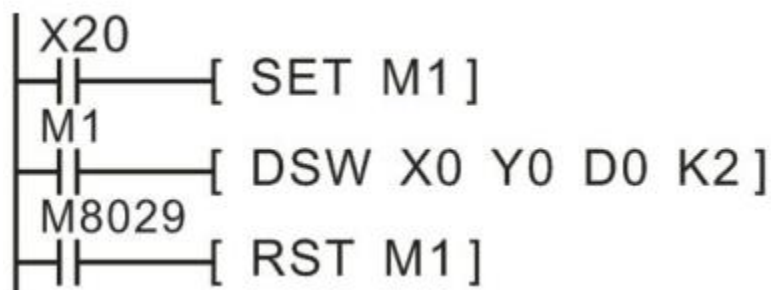 X20
[ SET M1 ]
M1
[ DSW X0 Y0 D0 K2 ]
M8029
[ RST M1 ]